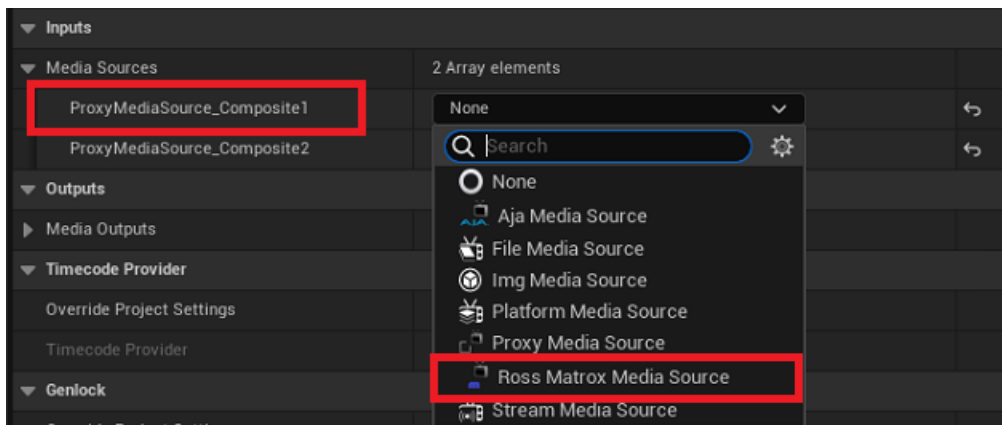 Inputs
Media Sources 2 Array elements
ProxyMediaSource_Composite1 None
ProxyMediaSource_Composite2 Search
None
Outputs
Aja Media Source
Media Outputs
File Media Source
Timecode Provider
Img Media Source
Override Project Settings
Platform Media Source
Timecode Provider
Proxy Media Source
Ross Matrox Media Source
Genlock
Stream Media Source